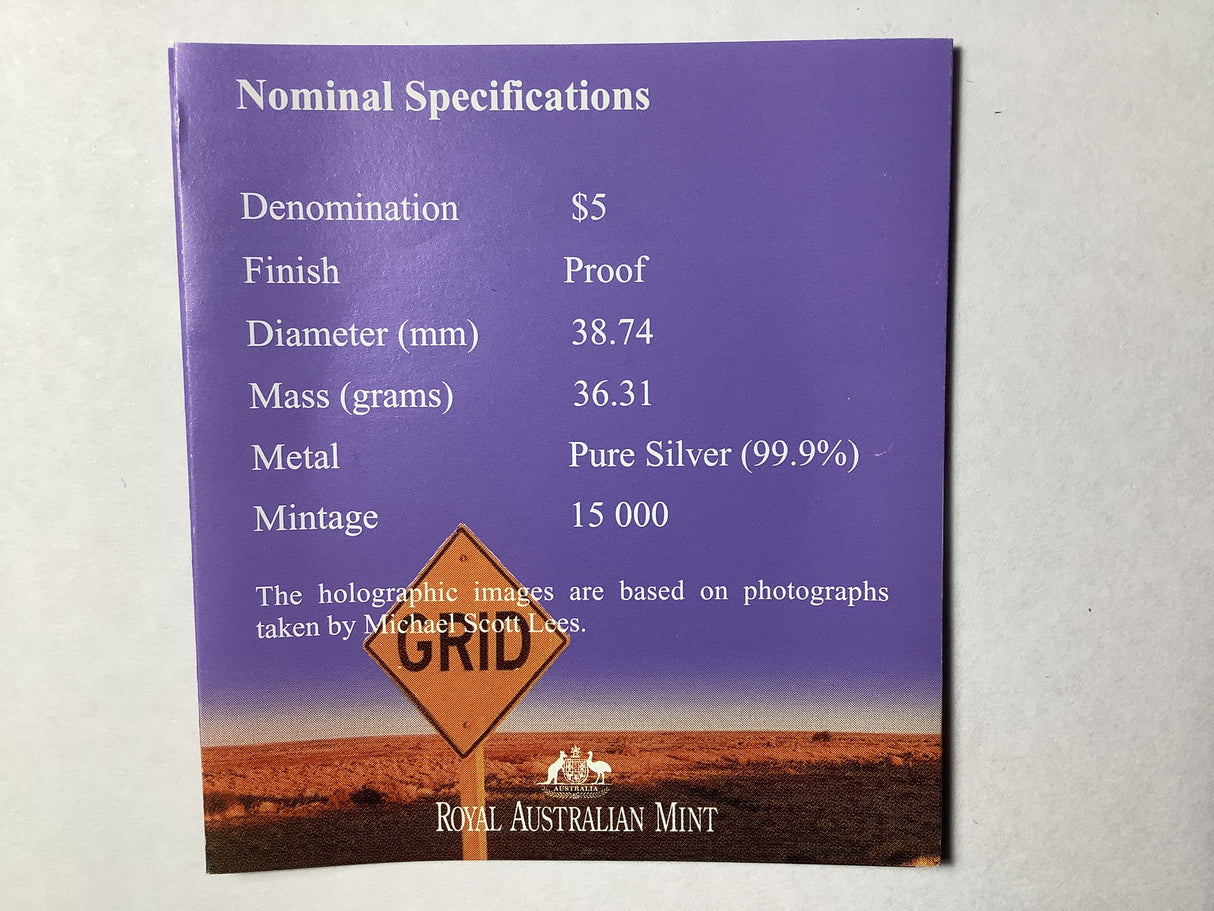 Nominal Specifications
Denomination $5
Finish Proof
Diameter (mm) 38.74
Mass (grams) 36.31
Metal Pure Silver (99.9%)
Mintage 15 000
The holographic images are based on photographs
taken by Michael Scott Lees.
GRID
AUSTRALIA
ROYAL AUSTRALIAN MINT